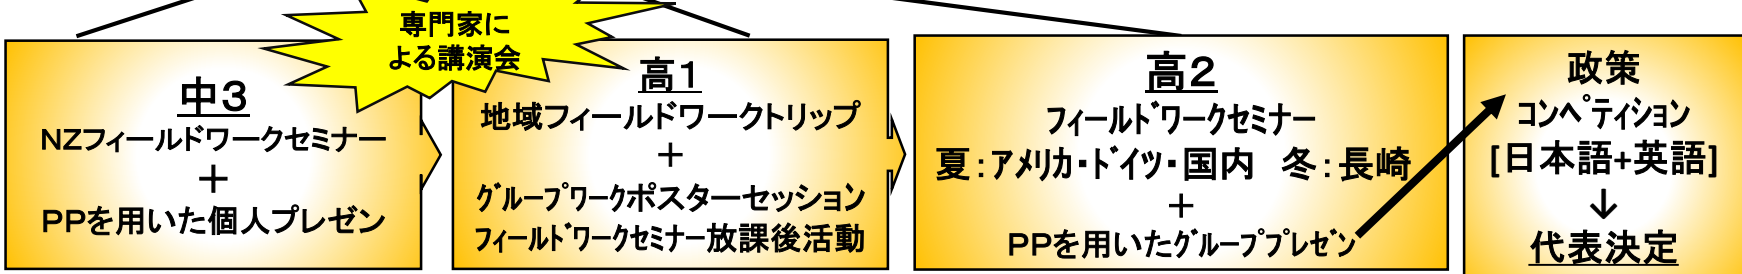 専門家に
よる講演会
中3
NZフィールドワークセミナー
+
PPを用いた個人プレゼン
高1
地域フィールドワークトリップ
+
グループワークポスターセッション
フィールドワークセミナー放課後活動
高2
フィールドワークセミナー
夏:アメリカ・ドイツ・国内　冬:長崎
+
PPを用いたグループプレゼン
政策
コンペティション
[日本語+英語]
↓
代表決定